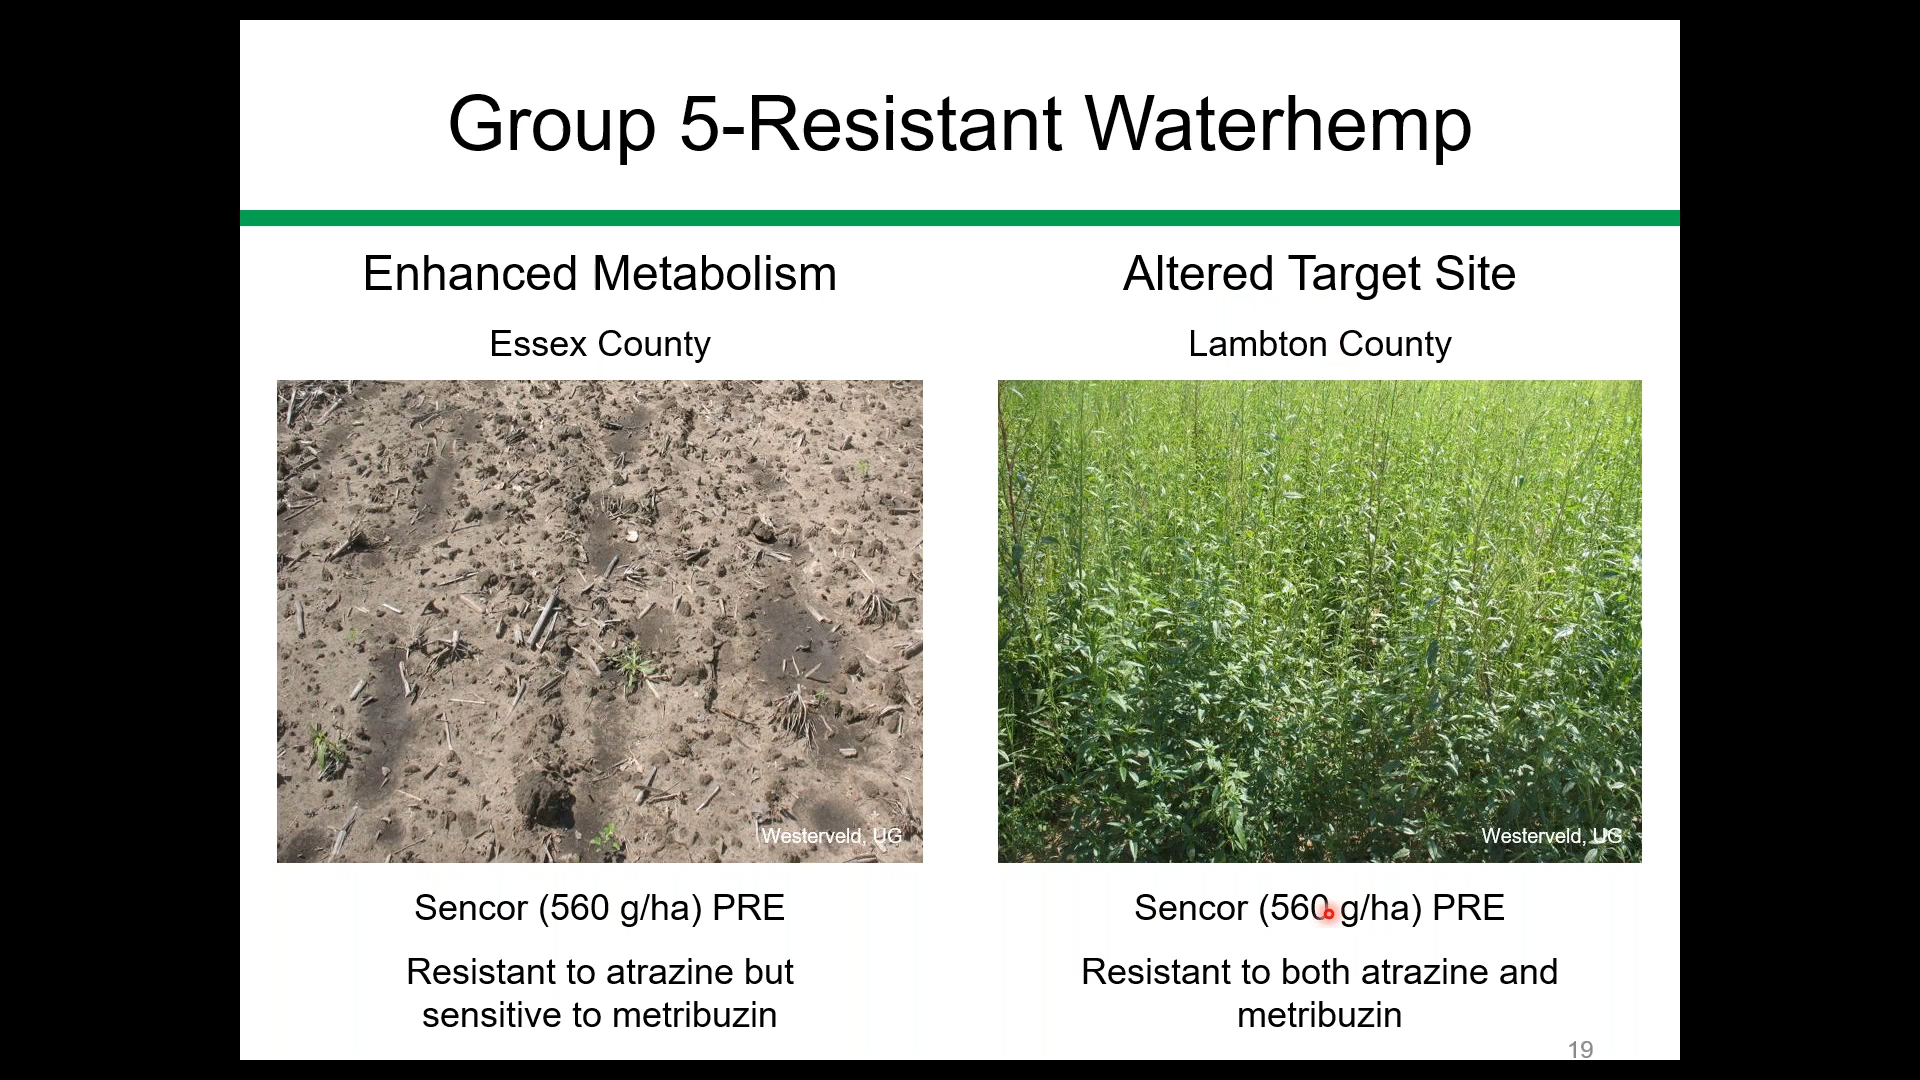 Group 5-Resistant Waterhemp
Enhanced Metabolism
Essex County
Westerveld, UG
Sencor (560 g/ha) PRE
Resistant to atrazine but
sensitive to metribuzin
Altered Target Site
Lambton County
Westerveld, UG
Sencor (560 g/ha) PRE
Resistant to both atrazine and
metribuzin
19